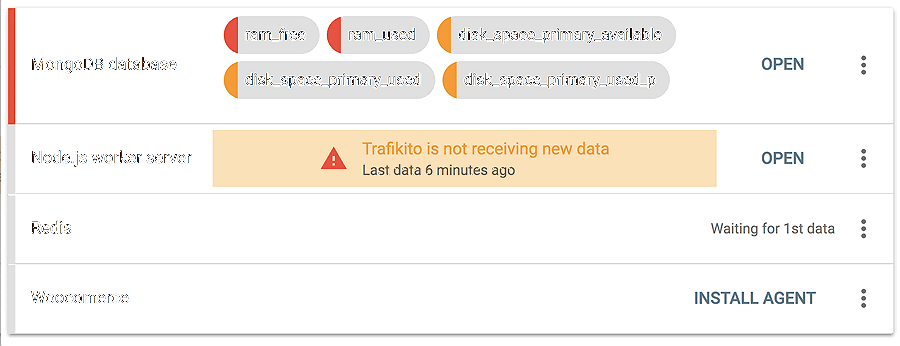 MongoDB database
ram_free
ram_used
disk_space_primary_available
disk_space_primary_used
disk_space_primary_used_p
OPEN
Node.js worker server
Trafikito is not receiving new data
Last data 6 minutes ago
OPEN
Redis
Waiting for 1st data
Woocomerce
INSTALL AGENT